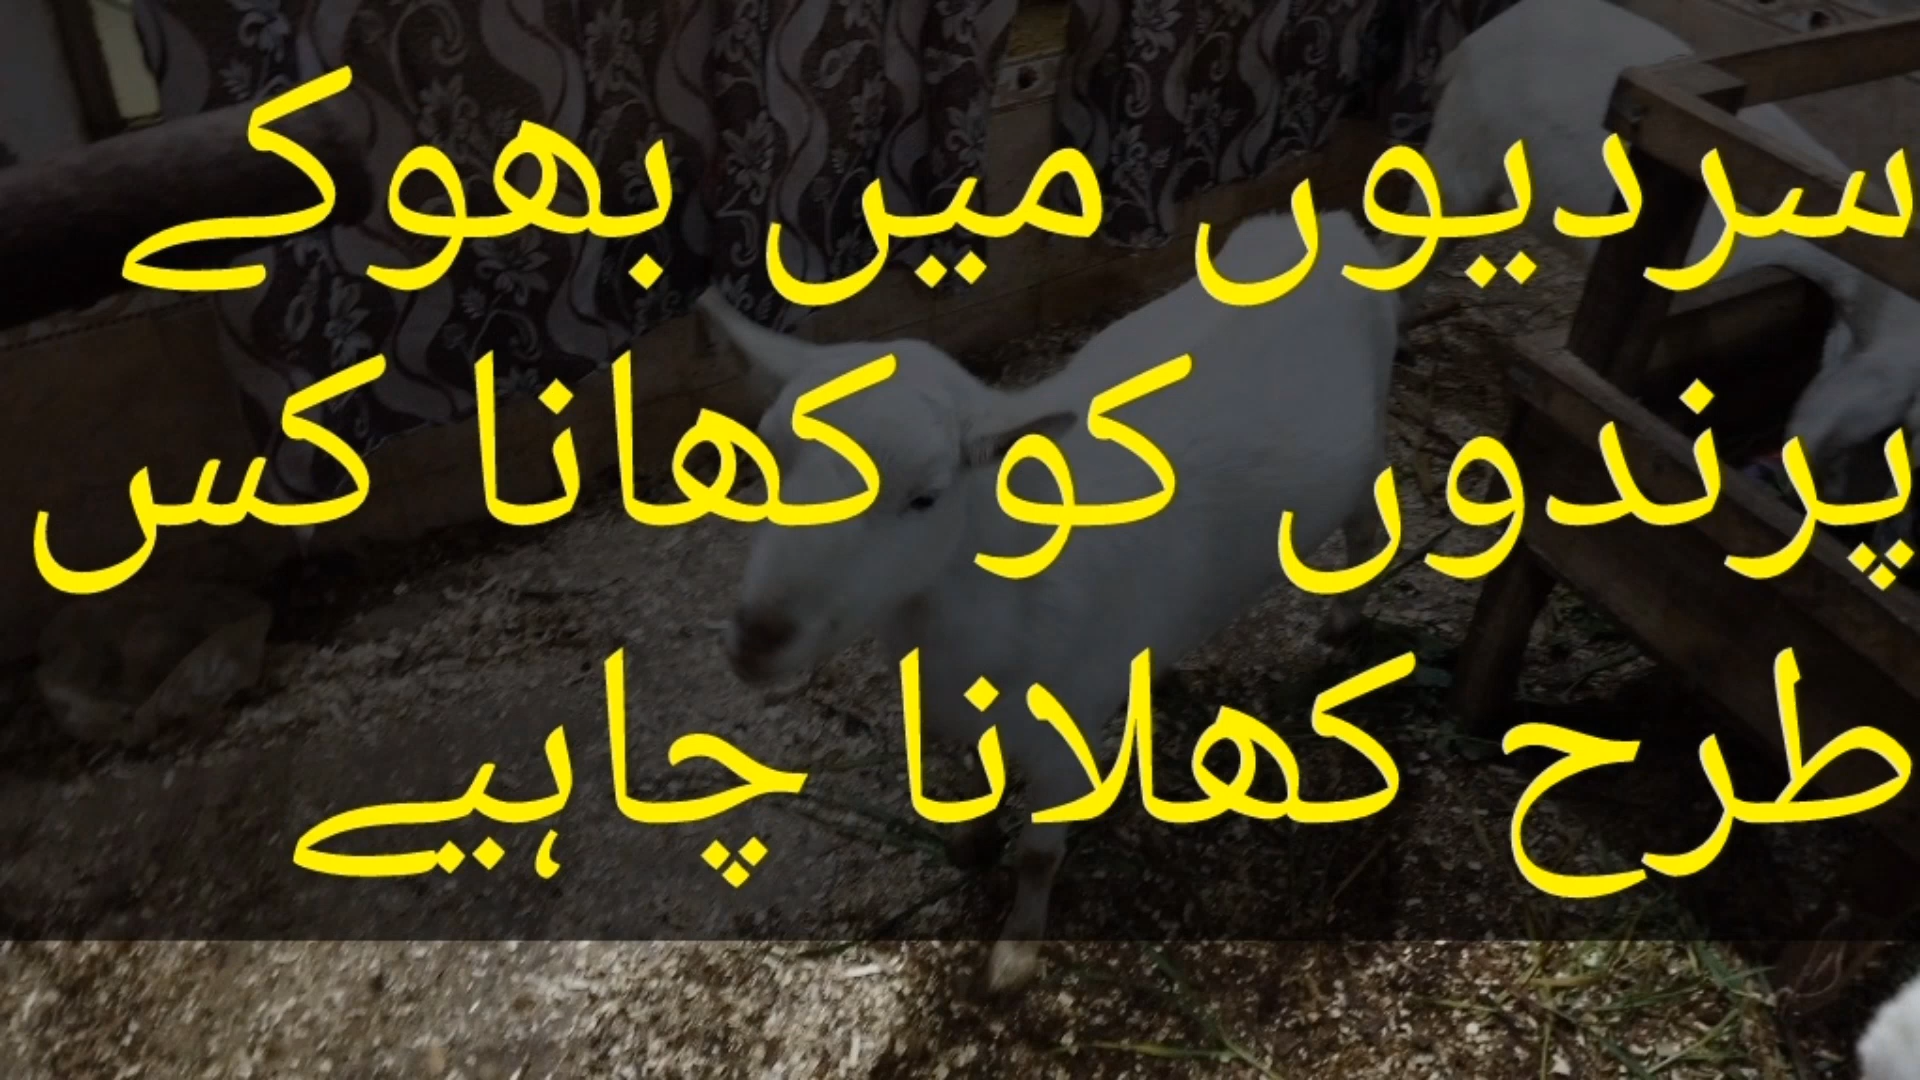 سردیوں میں بھوکے
پرندوں کو کھانا کس
طرح کھلانا چاہیے